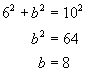 6² + b² = 10²
b² = 64
b = 8